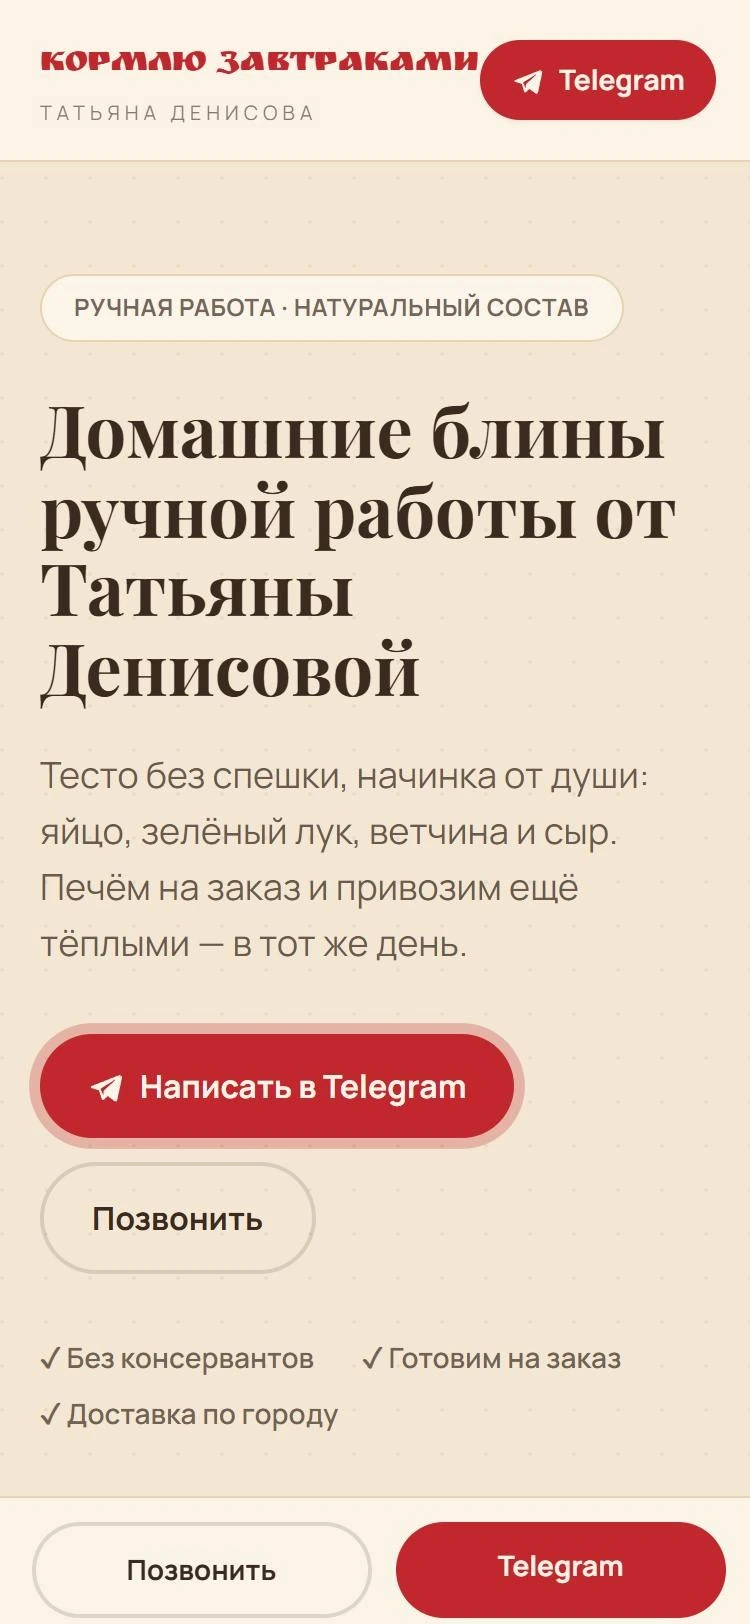 КОРМЛЮ ЗАВТРАКАМИ
ТАТЬЯНА ДЕНИСОВА
Telegram
РУЧНАЯ РАБОТА · НАТУРАЛЬНЫЙ СОСТАВ
Домашние блины
ручной работы от
Татьяны
Денисовой
Тесто без спешки, начинка от души:
яйцо, зелёный лук, ветчина и сыр.
Печём на заказ и привозим ещё
тёплыми — в тот же день.
Написать в Telegram
Позвонить
✓ Без консервантов ✓ Готовим на заказ
✓ Доставка по городу
Позвонить Telegram